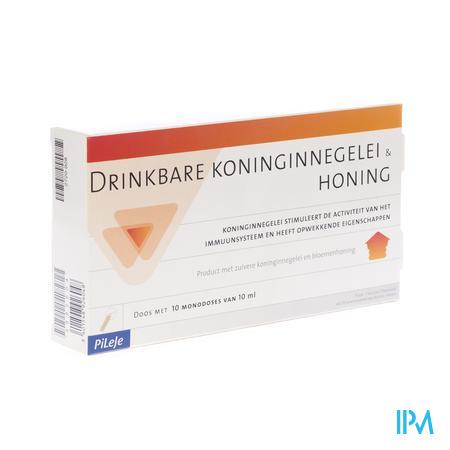 DRINKBARE KONINGINNEGELEI &
HONING
KONINGINNEGELEI STIMULEERT DE ACTIVITEIT VAN HET
IMMUUNSYSTEEM EN HEEFT OPWEKKENDE EIGENSCHAPPEN
Product met zuivere koninginnegelei en bloemenhoning
DOOS MET 10 MONODOSES VAN 10 ml
PiLeJe
IPM